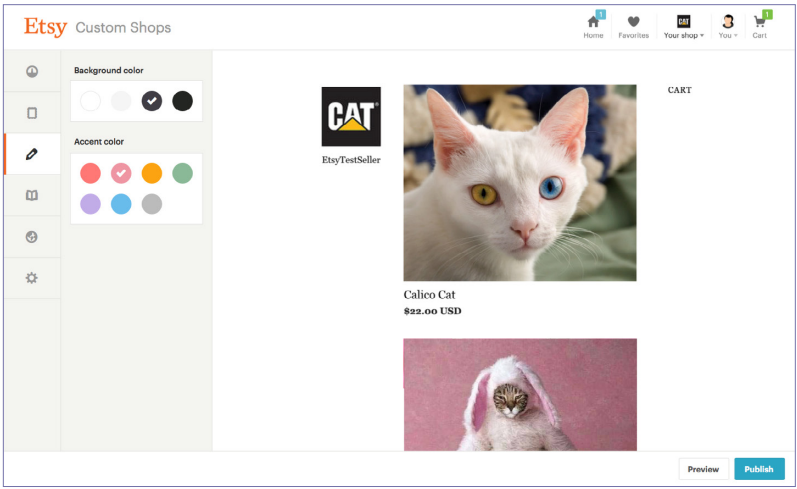 Etsy Custom Shops
1
Home
Favorites
CAT
Your shop
You
1
Cart
Background color
Accent color
CAT
EtsyTestSeller
CART
Calico Cat
$22.00 USD
Preview
Publish